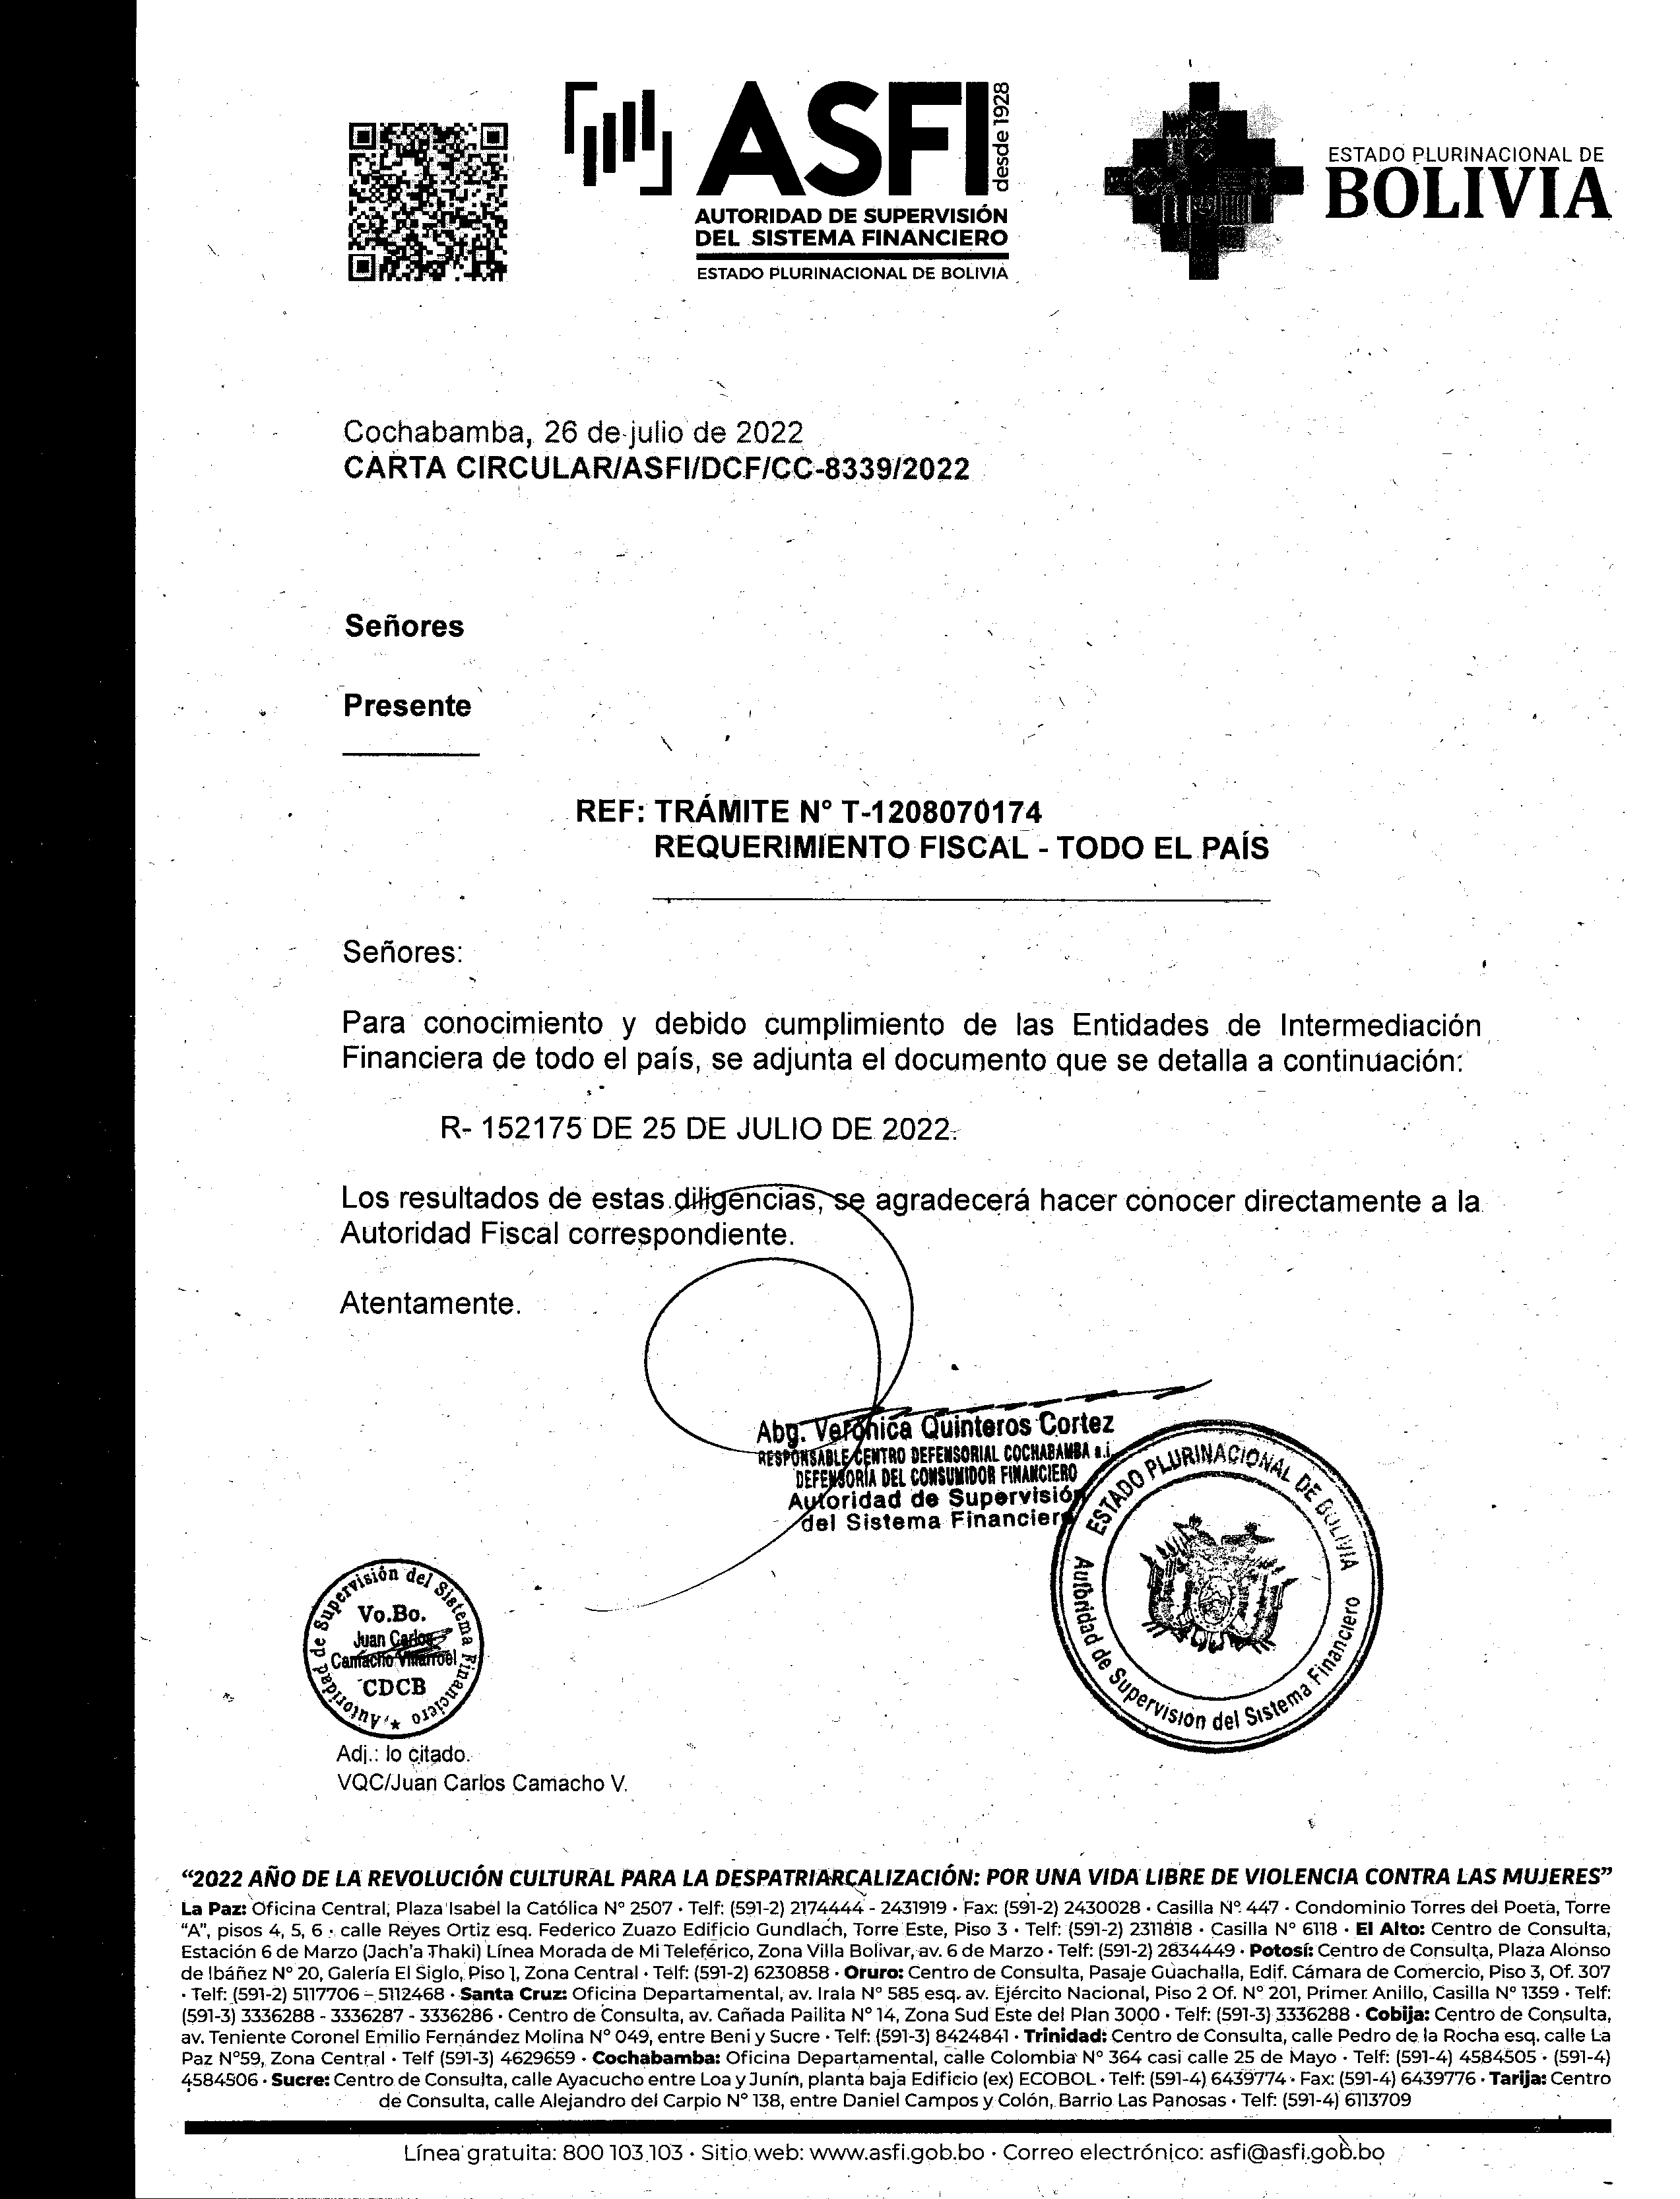 ASFI
desde 1928
AUTORIDAD DE SUPERVISIÓN
DEL SISTEMA FINANCIERO
ESTADO PLURINACIONAL DE BOLIVIA
ESTADO PLURINACIONAL DE
BOLIVIA
Cochabamba, 26 de julio de 2022
CARTA CIRCULAR/ASFI/DCF/CC-8339/2022
Señores
Presente
REF: TRÁMITE N° T-1208070174
REQUERIMIENTO FISCAL - TODO EL PAÍS
Señores:
Para conocimiento y debido cumplimiento de las Entidades de Intermediación
Financiera de todo el país, se adjunta el documento que se detalla a continuación:
R- 152175 DE 25 DE JULIO DE 2022.
Los resultados de estas diligencias, se agradecerá hacer conocer directamente a la
Autoridad Fiscal correspondiente.
Atentamente.
Abg. Verónica Quinteros Cortez
RESPONSABLE CENTRO DEFENSORIAL COCHABAMBA a.i.
DEFENSORÍA DEL CONSUMIDOR FINANCIERO
Autoridad de Supervisión
del Sistema Financiero
ESTADO PLURINACIONAL DE BOLIVIA
Autoridad de Supervisión del Sistema Financiero
Autoridad de Supervisión del Sistema Financiero
Vo.Bo.
Juan Carlos
Camacho Villarroel
CDCB
Adj.: lo citado.
VQC/Juan Carlos Camacho V.
“2022 AÑO DE LA REVOLUCIÓN CULTURAL PARA LA DESPATRIARCALIZACIÓN: POR UNA VIDA LIBRE DE VIOLENCIA CONTRA LAS MUJERES”
La Paz: Oficina Central, Plaza Isabel la Católica N° 2507 · Telf: (591-2) 2174444 - 2431919 · Fax: (591-2) 2430028 · Casilla N° 447 · Condominio Torres del Poeta, Torre
“A”, pisos 4, 5, 6 · calle Reyes Ortiz esq. Federico Zuazo Edificio Gundlach, Torre Este, Piso 3 · Telf: (591-2) 2311818 · Casilla N° 6118 · El Alto: Centro de Consulta,
Estación 6 de Marzo (Jach’a Thaki) Línea Morada de Mi Teleférico, Zona Villa Bolivar, av. 6 de Marzo · Telf: (591-2) 2834449 · Potosí: Centro de Consulta, Plaza Alonso
de Ibáñez N° 20, Galería El Siglo, Piso 1, Zona Central · Telf: (591-2) 6230858 · Oruro: Centro de Consulta, Pasaje Guachalla, Edif. Cámara de Comercio, Piso 3, Of. 307
· Telf: (591-2) 5117706 – 5112468 · Santa Cruz: Oficina Departamental, av. Irala N° 585 esq. av. Ejército Nacional, Piso 2 Of. N° 201, Primer Anillo, Casilla N° 1359 · Telf:
(591-3) 3336288 - 3336287 - 3336286 · Centro de Consulta, av. Cañada Pailita N° 14, Zona Sud Este del Plan 3000 · Telf: (591-3) 3336288 · Cobija: Centro de Consulta,
av. Teniente Coronel Emilio Fernández Molina N° 049, entre Beni y Sucre · Telf: (591-3) 8424841 · Trinidad: Centro de Consulta, calle Pedro de la Rocha esq. calle La
Paz N°59, Zona Central · Telf (591-3) 4629659 · Cochabamba: Oficina Departamental, calle Colombia N° 364 casi calle 25 de Mayo · Telf: (591-4) 4584505 · (591-4)
4584506 · Sucre: Centro de Consulta, calle Ayacucho entre Loa y Junín, planta baja Edificio (ex) ECOBOL · Telf: (591-4) 6439774 · Fax: (591-4) 6439776 · Tarija: Centro
de Consulta, calle Alejandro del Carpio N° 138, entre Daniel Campos y Colón, Barrio Las Panosas · Telf: (591-4) 6113709
Línea gratuita: 800 103 103 · Sitio web: www.asfi.gob.bo · Correo electrónico: asfi@asfi.gob.bo